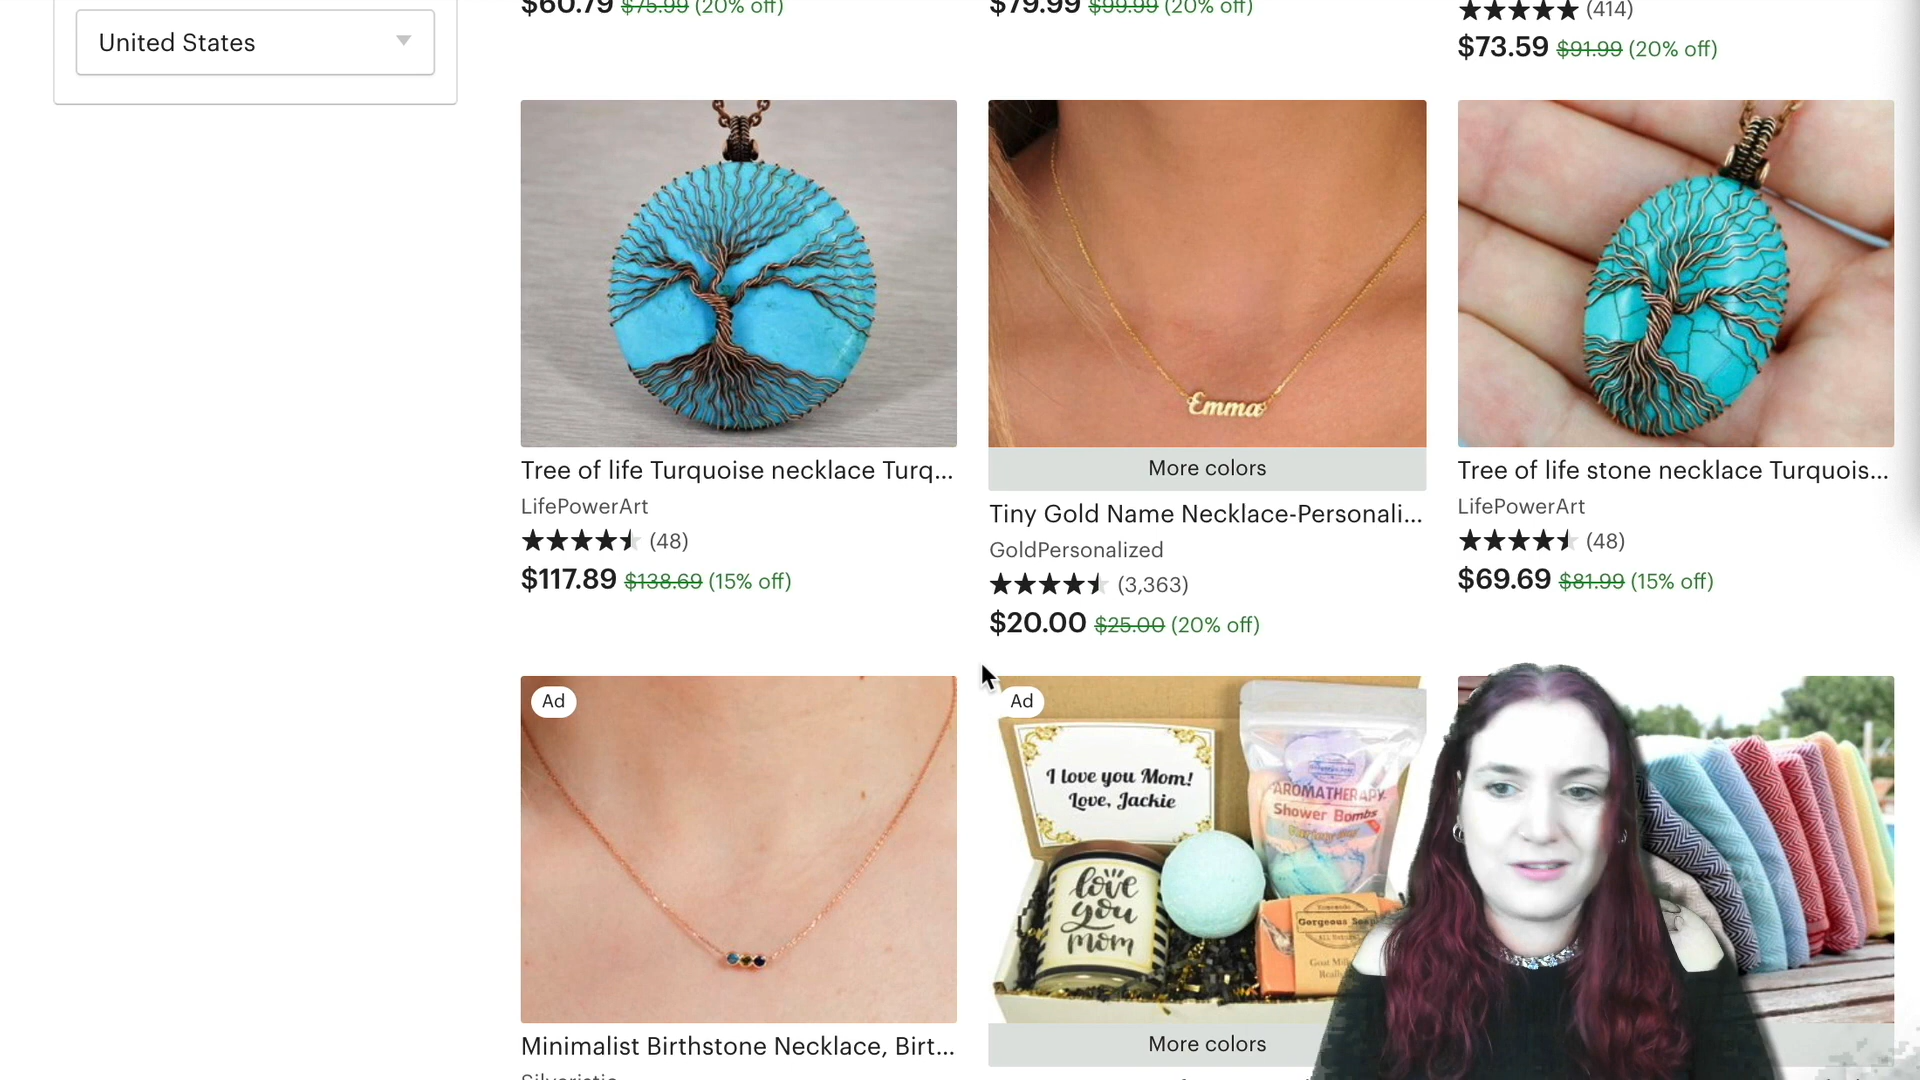 $60.79 $75.99 (20% off)
$79.99 $99.99 (20% off)
(414)
$73.59 $91.99 (20% off)
United States
Emma
More colors
Tree of life Turquoise necklace Turq...
LifePowerArt
(48)
$117.89 $138.69 (15% off)
Tiny Gold Name Necklace-Personali...
GoldPersonalized
(3,363)
$20.00 $25.00 (20% off)
Tree of life stone necklace Turquois...
LifePowerArt
(48)
$69.69 $81.99 (15% off)
Ad
Ad
I love you Mom!
Love, Jackie
AROMATHERAPY
Shower Bombs
love
you
mom
Gorgeous Soap
Goat Milk
Minimalist Birthstone Necklace, Birt...
More colors